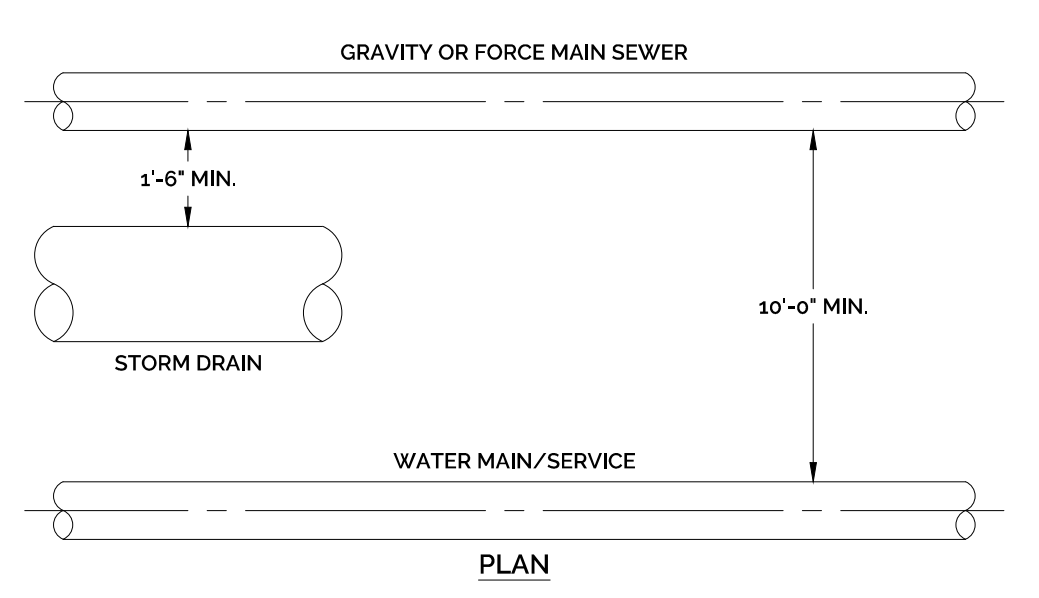 GRAVITY OR FORCE MAIN SEWER
1'-6" MIN.
10'-0" MIN.
STORM DRAIN
WATER MAIN/SERVICE
PLAN